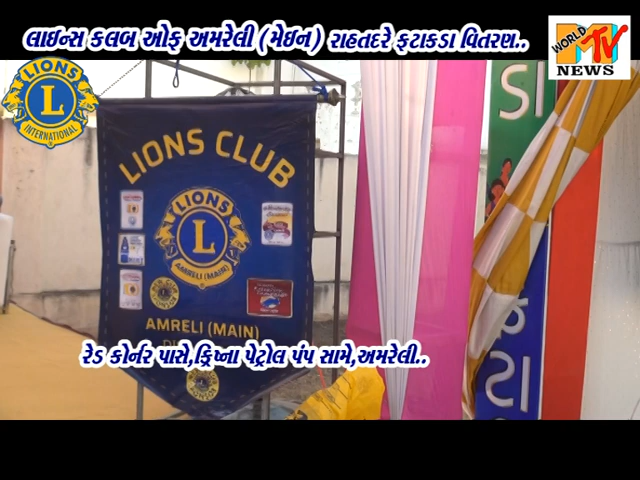 લાઇન્સ કલબ ઓફ અમરેલી (મેઇન) રાહતદરે ફટાકડા વિતરણ..
WORLD MTV
NEWS
LIONS
L
INTERNATIONAL
LIONS CLUB
LIONS
L
AMRELI (MAIN)
AMRELI (MAIN)
રેડ કોર્નર પાસે,ક્રિષ્ના પેટ્રોલ પંપ સામે,અમરેલી..
ડા
ટા